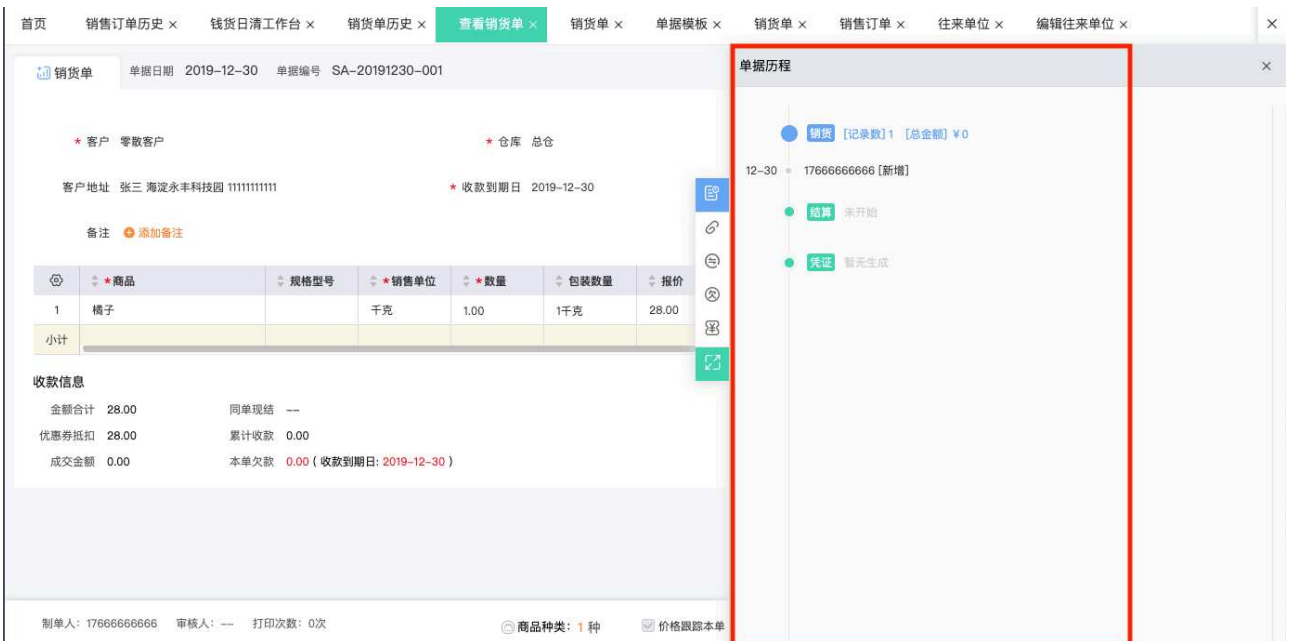 首页 销售订单历史 × 钱货日清工作台 × 销货单历史 × 查看销货单 × 销货单 × 单据模板 × 销货单 × 销售订单 × 往来单位 × 编辑往来单位 × ×
销货单 单据日期 2019-12-30 单据编号 SA-20191230-001
* 客户 零散客户 * 仓库 总仓
客户地址 张三 海淀永丰科技园 11111111111 * 收款到期日 2019-12-30
备注 添加备注
*商品 规格型号 *销售单位 *数量 包装数量 报价
1 橘子 千克 1.00 1千克 28.00
小计
收款信息
金额合计 28.00 同单现结 --
优惠券抵扣 28.00 累计收款 0.00
成交金额 0.00 本单欠款 0.00 ( 收款到期日: 2019-12-30 )
制单人: 17666666666 审核人: -- 打印次数: 0次 商品种类: 1 种 价格跟踪本单
单据历程 ×
销货 [记录数] 1 [总金额] ¥ 0
12-30 17666666666 [新增]
结算 未开始
凭证 暂无生成